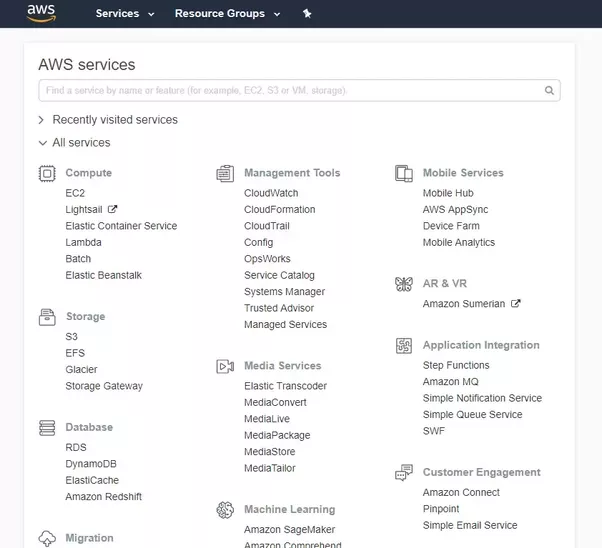 aws Services Resource Groups
AWS services
Find a service by name or feature (for example, EC2, S3 or VM, storage).
Recently visited services
All services
Compute
EC2
Lightsail
Elastic Container Service
Lambda
Batch
Elastic Beanstalk
Storage
S3
EFS
Glacier
Storage Gateway
Database
RDS
DynamoDB
ElastiCache
Amazon Redshift
Migration
Management Tools
CloudWatch
CloudFormation
CloudTrail
Config
OpsWorks
Service Catalog
Systems Manager
Trusted Advisor
Managed Services
Media Services
Elastic Transcoder
MediaConvert
MediaLive
MediaPackage
MediaStore
MediaTailor
Machine Learning
Amazon SageMaker
Amazon Comprehend
Mobile Services
Mobile Hub
AWS AppSync
Device Farm
Mobile Analytics
AR & VR
Amazon Sumerian
Application Integration
Step Functions
Amazon MQ
Simple Notification Service
Simple Queue Service
SWF
Customer Engagement
Amazon Connect
Pinpoint
Simple Email Service